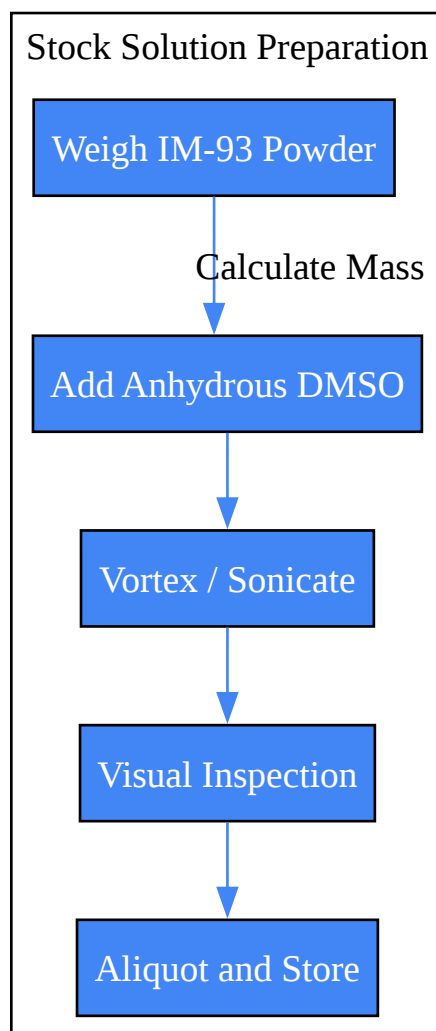 Stock Solution Preparation
Weigh IM-93 Powder
Calculate Mass
Add Anhydrous DMSO
Vortex / Sonicate
Visual Inspection
Aliquot and Store